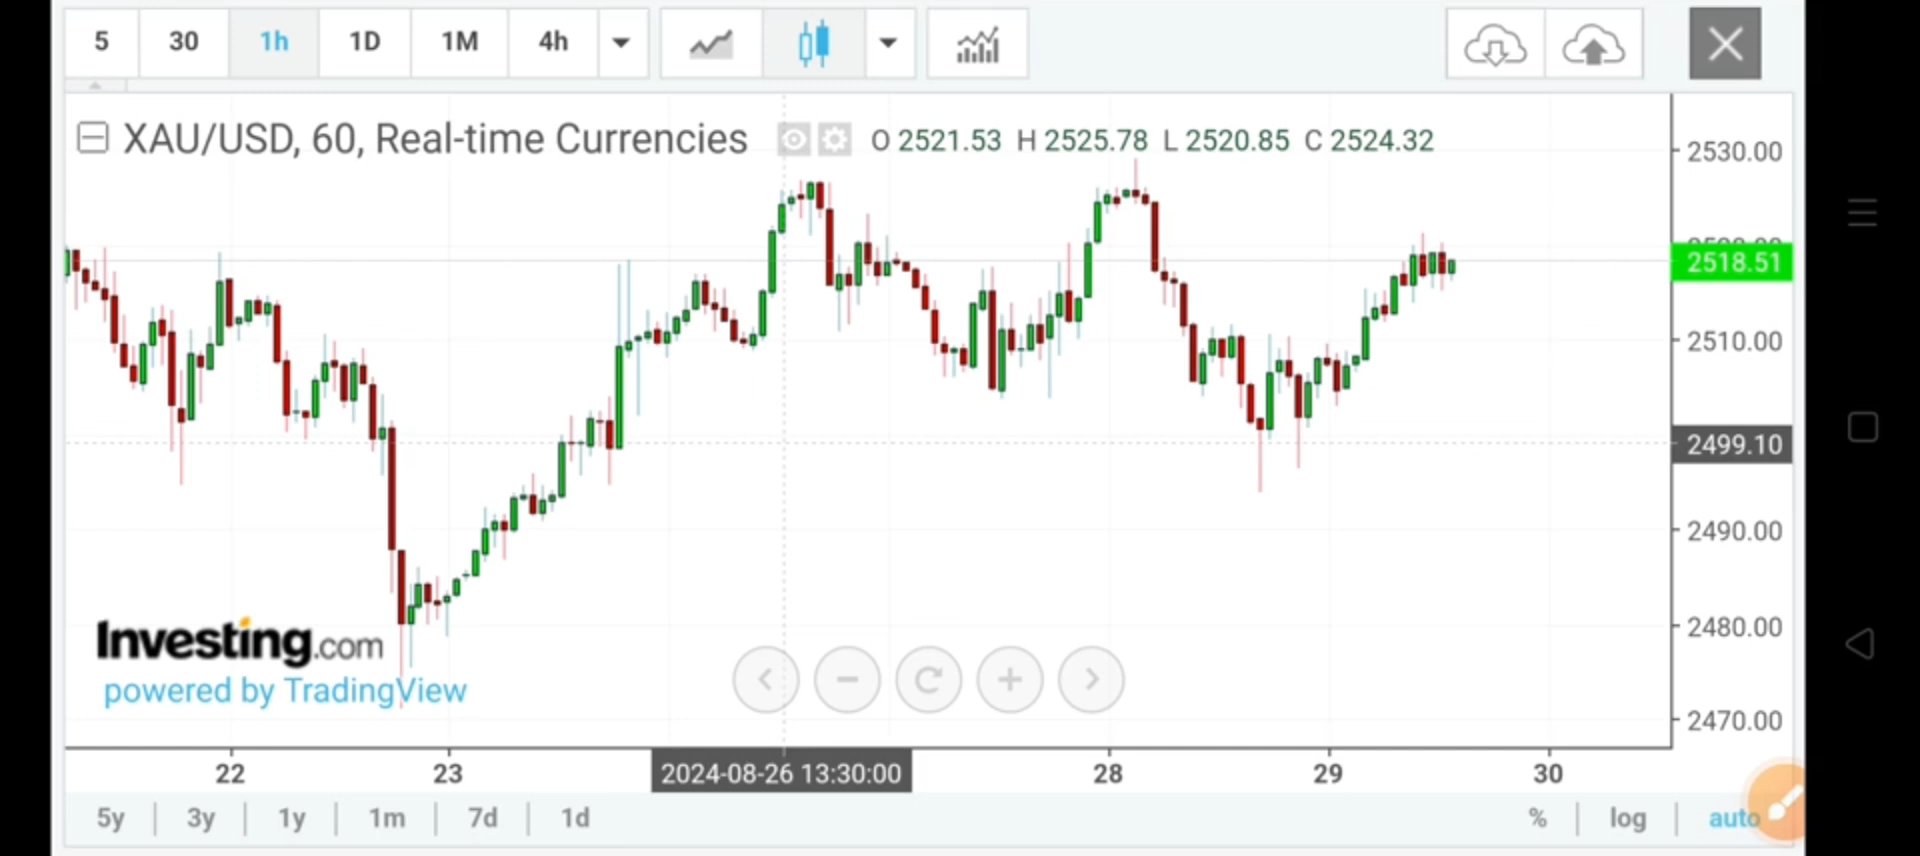 5 30 1h 1D 1M 4h
XAU/USD, 60, Real-time Currencies O 2521.53 H 2525.78 L 2520.85 C 2524.32
2530.00
2518.51
2510.00
2499.10
2490.00
2480.00
2470.00
Investing.com
powered by TradingView
22 23 2024-08-26 13:30:00 28 29 30
5y 3y 1y 1m 7d 1d % log auto